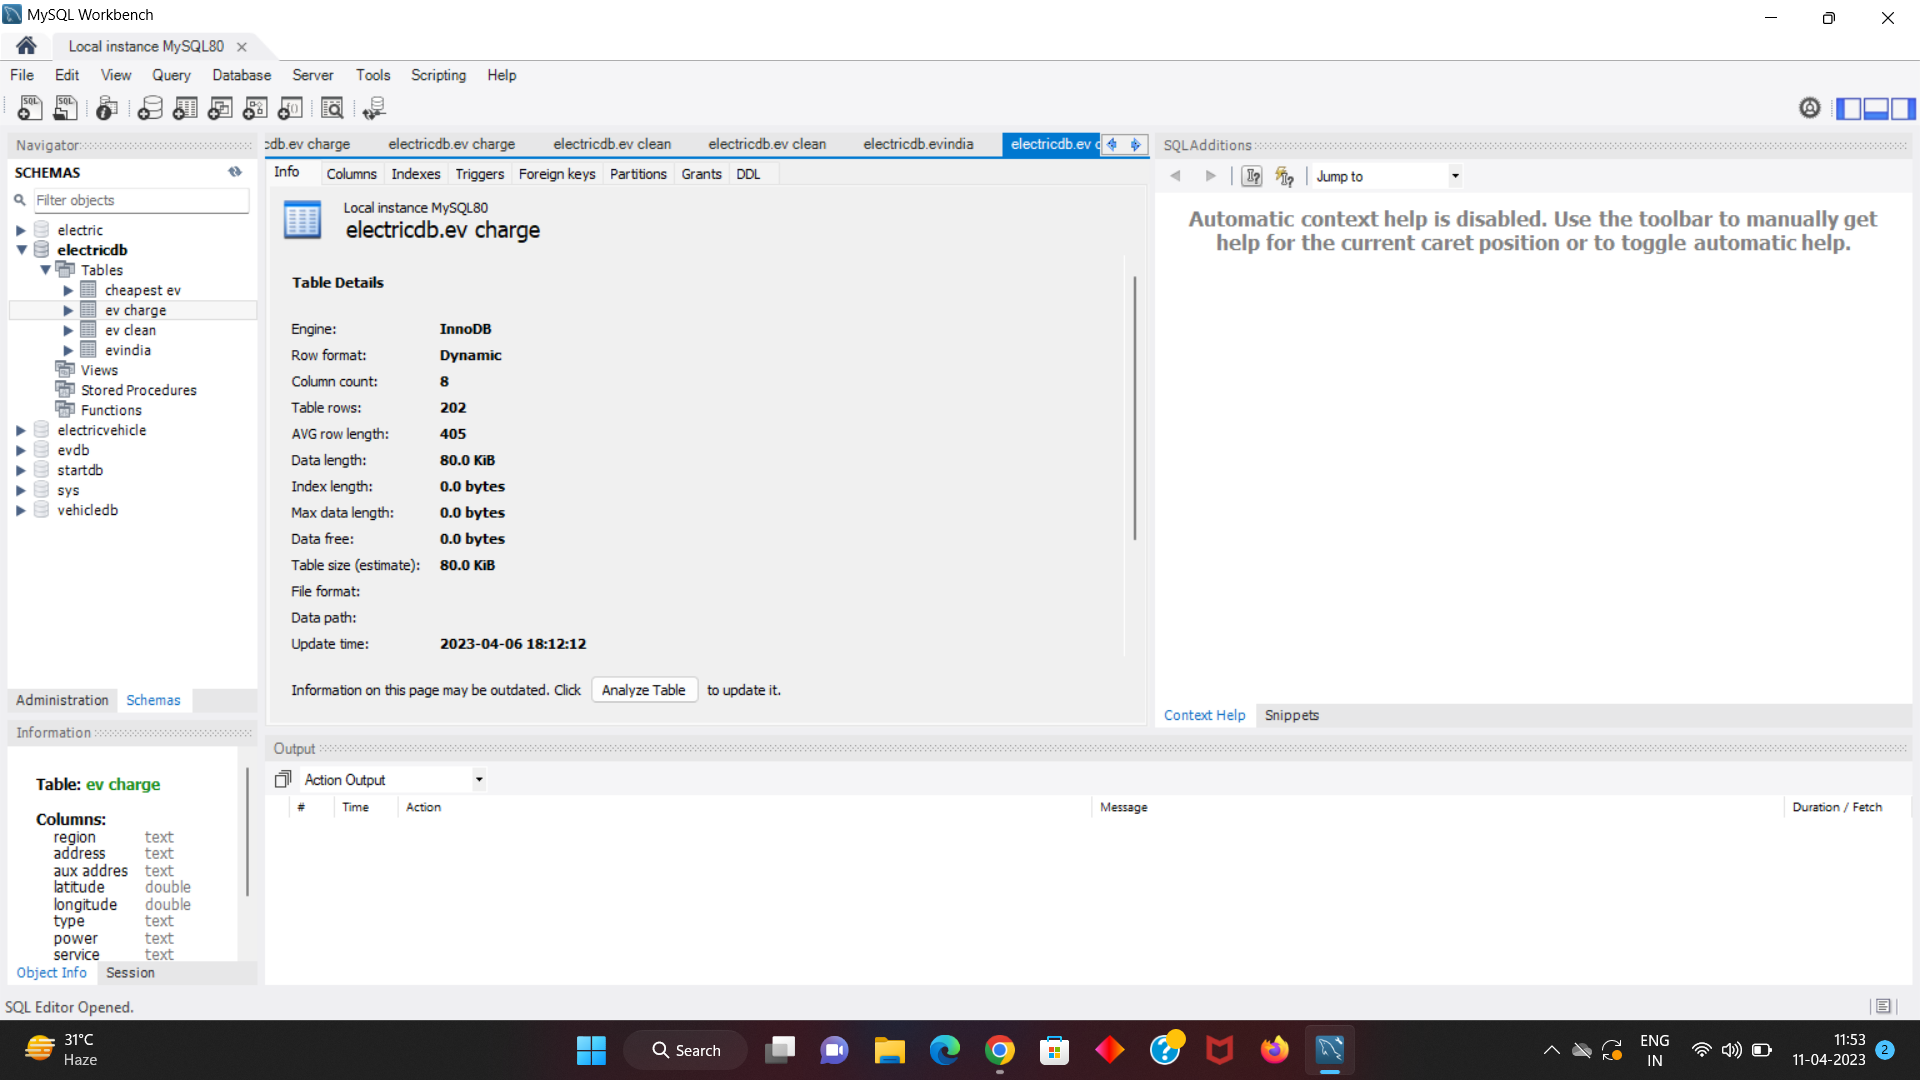 MySQL Workbench
Local instance MySQL80
File Edit View Query Database Server Tools Scripting Help
Navigator
SCHEMAS
Filter objects
electric
electricdb
Tables
cheapest ev
ev charge
ev clean
evindia
Views
Stored Procedures
Functions
electricvehicle
evdb
startdb
sys
vehicledb
Administration Schemas
Information
Table: ev charge
Columns:
region text
address text
aux addres text
latitude double
longitude double
type text
power text
service text
Object Info Session
cdb.ev charge electricdb.ev charge electricdb.ev clean electricdb.ev clean electricdb.evindia electricdb.ev c
Info Columns Indexes Triggers Foreign keys Partitions Grants DDL
Local instance MySQL80
electricdb.ev charge
Table Details
Engine: InnoDB
Row format: Dynamic
Column count: 8
Table rows: 202
AVG row length: 405
Data length: 80.0 KiB
Index length: 0.0 bytes
Max data length: 0.0 bytes
Data free: 0.0 bytes
Table size (estimate): 80.0 KiB
File format:
Data path:
Update time: 2023-04-06 18:12:12
Information on this page may be outdated. Click Analyze Table to update it.
SQLAdditions
Jump to
Automatic context help is disabled. Use the toolbar to manually get
help for the current caret position or to toggle automatic help.
Context Help Snippets
Output
Action Output
# Time Action Message Duration / Fetch
SQL Editor Opened.
31°C
Haze
Search
ENG
IN
11:53
11-04-2023
2